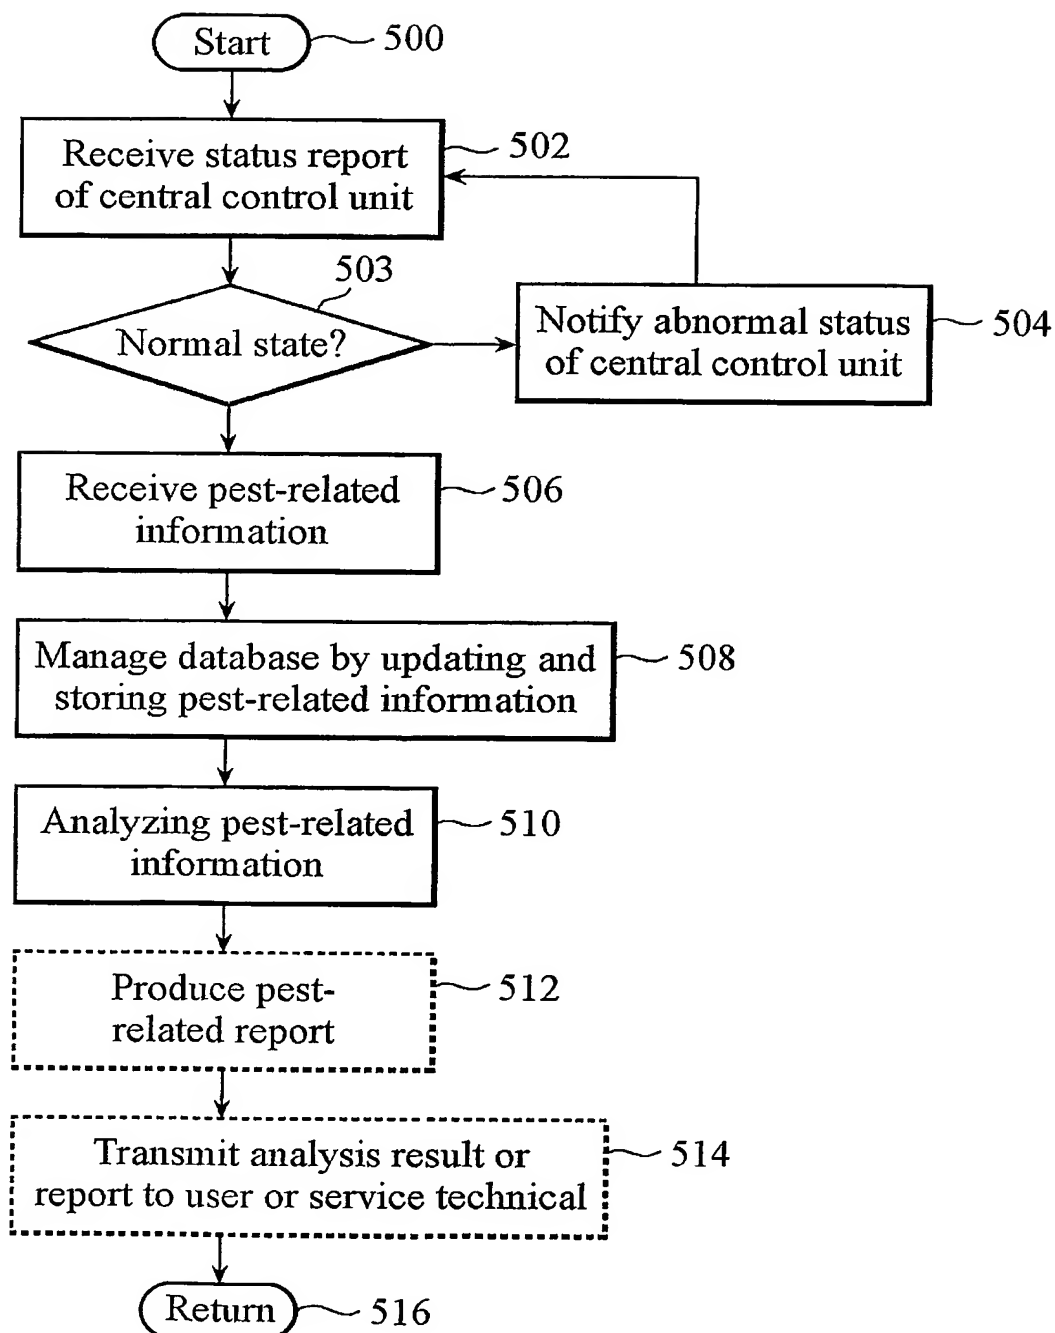 Start
500
Receive status report
of central control unit
502
503
Normal state?
Notify abnormal status
of central control unit
504
Receive pest-related
information
506
Manage database by updating and
storing pest-related information
508
Analyzing pest-related
information
510
Produce pest-
related report
512
Transmit analysis result or
report to user or service technical
514
Return
516